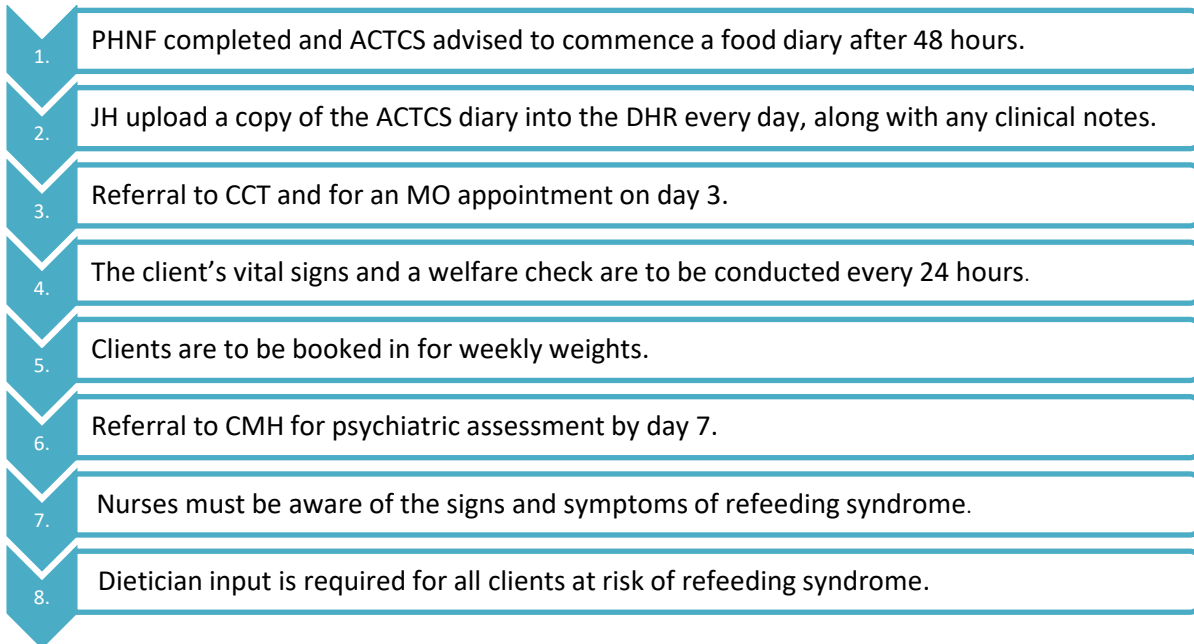 1. PHNF completed and ACTCS advised to commence a food diary after 48 hours.
2. JH upload a copy of the ACTCS diary into the DHR every day, along with any clinical notes.
3. Referral to CCT and for an MO appointment on day 3.
4. The client’s vital signs and a welfare check are to be conducted every 24 hours.
5. Clients are to be booked in for weekly weights.
6. Referral to CMH for psychiatric assessment by day 7.
7. Nurses must be aware of the signs and symptoms of refeeding syndrome.
8. Dietician input is required for all clients at risk of refeeding syndrome.